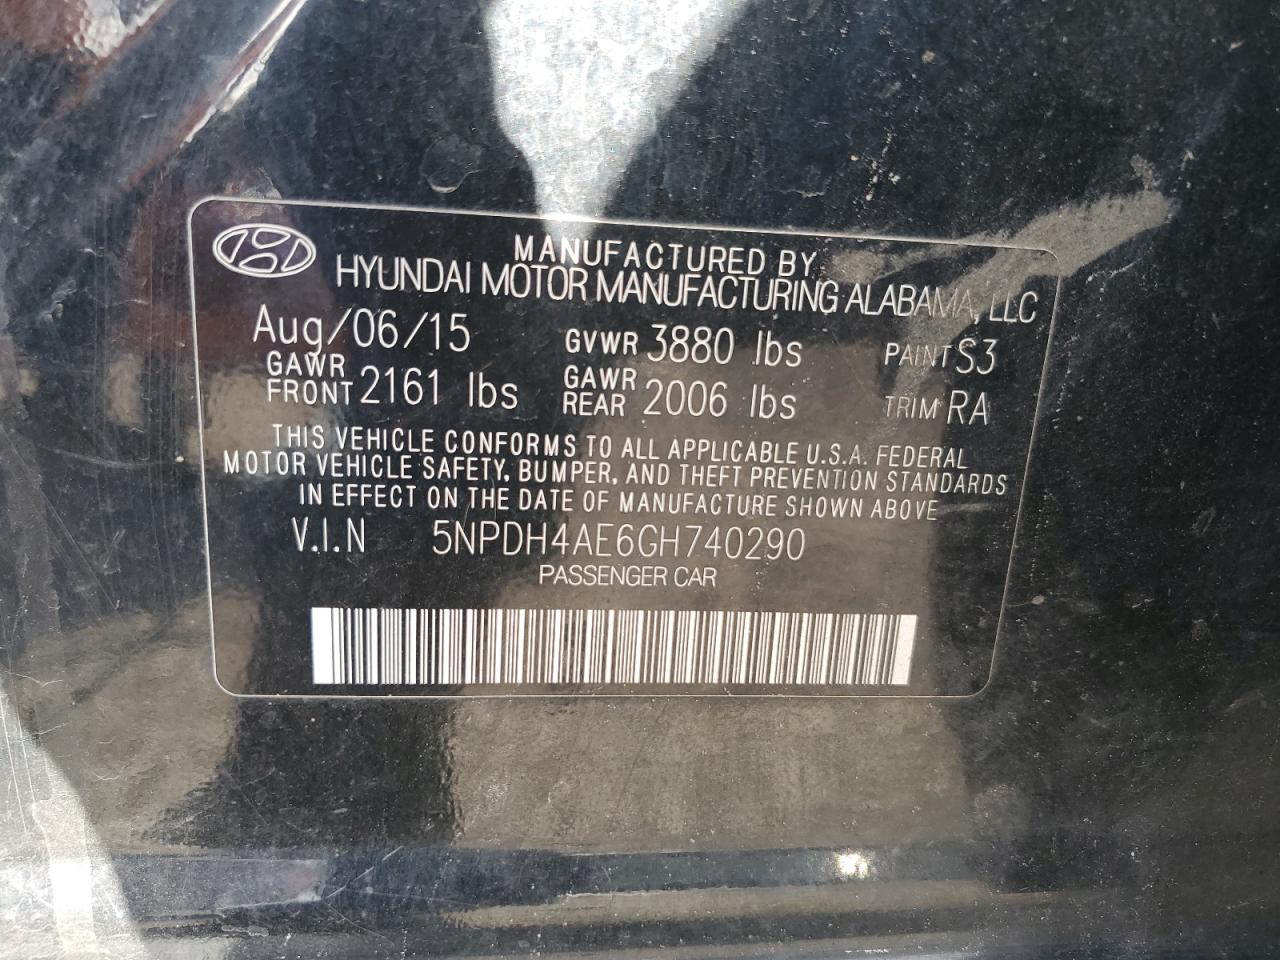 MANUFACTURED BY
HYUNDAI MOTOR MANUFACTURING ALABAMA, LLC
Aug/06/15 GVWR 3880 lbs PAINT S3
GAWR FRONT 2161 lbs GAWR REAR 2006 lbs TRIM RA
THIS VEHICLE CONFORMS TO ALL APPLICABLE U.S.A. FEDERAL
MOTOR VEHICLE SAFETY, BUMPER, AND THEFT PREVENTION STANDARDS
IN EFFECT ON THE DATE OF MANUFACTURE SHOWN ABOVE
V.I.N 5NPDH4AE6GH740290
PASSENGER CAR